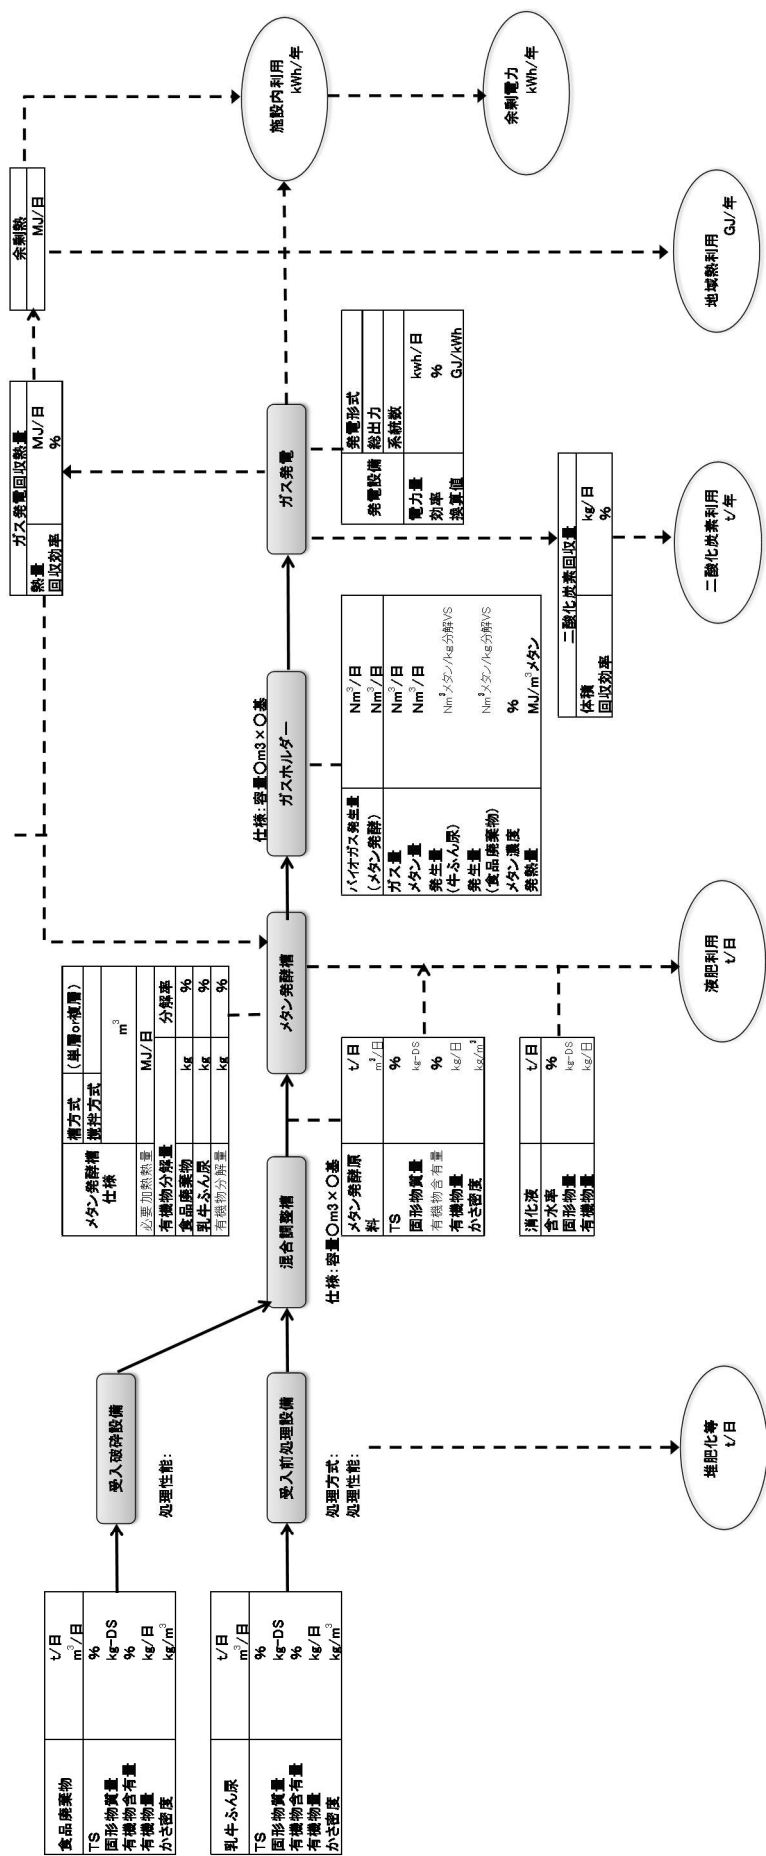 食品廃棄物 t/日
m³/日
TS %
固形物質量 kg-DS
有機物含有量 %
有機物量 kg/日
かさ密度 kg/m³
乳牛ふん尿 t/日
m³/日
TS %
固形物質量 kg-DS
有機物含有量 %
有機物量 kg/日
かさ密度 kg/m³
受入破砕設備
処理性能:
受入前処理設備
処理方式:
処理性能:
堆肥化等
t/日
混合調整槽
仕様:容量〇m3×〇基
メタン発酵槽
仕様
槽方式 (単層or複層)
撹拌方式
m³
必要加熱熱量 MJ/日
有機物分解量 分解率
食品廃棄物 kg %
乳牛ふん尿 kg %
有機物分解量 kg %
メタン発酵原
料
t/日
m³/日
TS %
固形物質量 kg-DS
有機物含有量 %
有機物量 kg/日
かさ密度 kg/m³
消化液 t/日
含水率 %
固形物量 kg-DS
有機物量 kg/日
メタン発酵槽
液肥利用
t/日
仕様:容量〇m3×〇基
ガスホルダー
バイオガス発生量 Nm³/日
(メタン発酵) Nm³/日
ガス量 Nm³/日
メタン量 Nm³/日
発生量 Nm³メタン/kg分解VS
(牛ふん尿)
発生量 Nm³メタン/kg分解VS
(食品廃棄物)
メタン濃度 %
発熱量 MJ/m³メタン
ガス発電回収熱量
熱量 MJ/日
回収効率 %
ガス発電
発電設備
発電形式
総出力
系統数
電力量 kwh/日
効率 %
換算値 GJ/kWh
二酸化炭素回収量
体積 kg/日
回収効率 %
二酸化炭素利用
t/年
余剰熱
MJ/日
施設内利用
kWh/年
余剰電力
kWh/年
地域熱利用
GJ/年